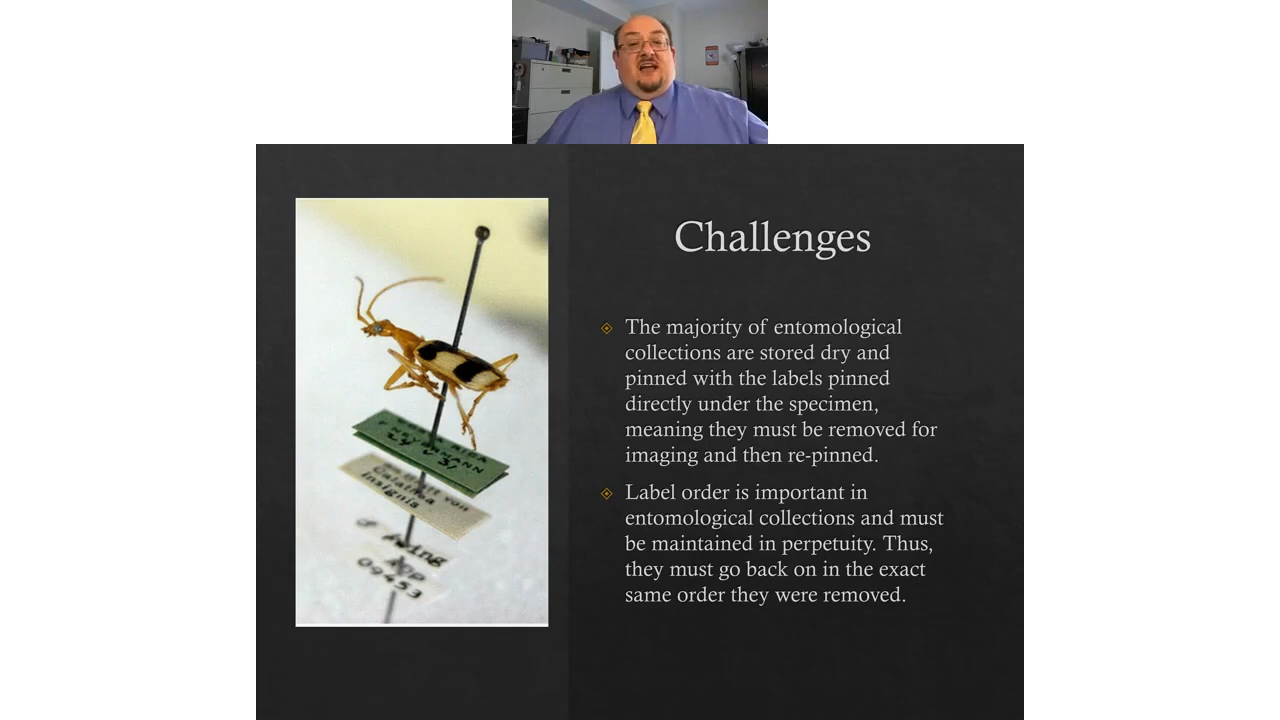 Challenges
The majority of entomological
collections are stored dry and
pinned with the labels pinned
directly under the specimen,
meaning they must be removed for
imaging and then re-pinned.
Label order is important in
entomological collections and must
be maintained in perpetuity. Thus,
they must go back on in the exact
same order they were removed.
insignis
09453